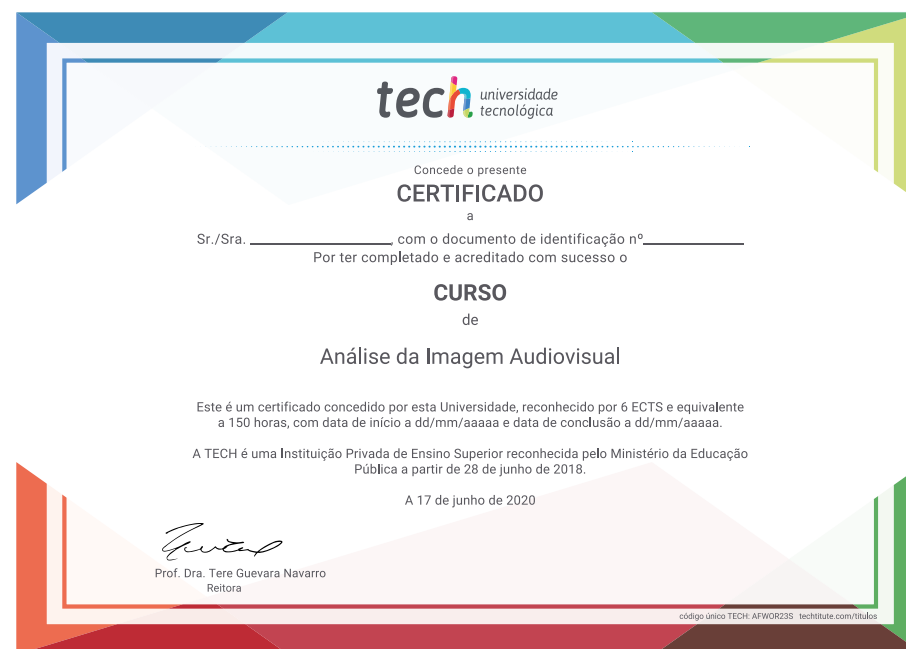 tech universidade
tecnológica
Concede o presente
CERTIFICADO
a
Sr./Sra. ____________________, com o documento de identificação nº______________
Por ter completado e acreditado com sucesso o
CURSO
de
Análise da Imagem Audiovisual
Este é um certificado concedido por esta Universidade, reconhecido por 6 ECTS e equivalente
a 150 horas, com data de início a dd/mm/aaaaa e data de conclusão a dd/mm/aaaaa.
A TECH é uma Instituição Privada de Ensino Superior reconhecida pelo Ministério da Educação
Pública a partir de 28 de junho de 2018.
A 17 de junho de 2020
Prof. Dra. Tere Guevara Navarro
Reitora
código único TECH: AFWOR23S techtitute.com/titulos